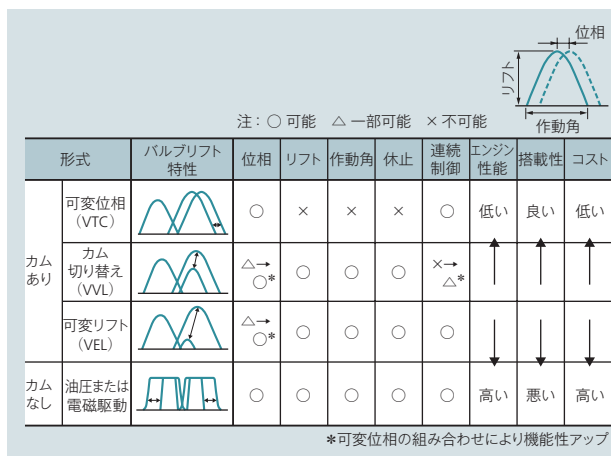 位相
リフト
作動角
注：○ 可能　△ 一部可能　× 不可能
形式　バルブリフト特性　位相　リフト　作動角　休止　連続制御　エンジン性能　搭載性　コスト
カムあり
可変位相
（VTC）
○　×　×　×　○　低い　良い　低い
カム
切り替え
（VVL）
△→○*　○　○　○　×→△*
可変リフト
（VEL）
△→○*　○　○　○　○
カムなし
油圧または
電磁駆動
○　○　○　○　○　高い　悪い　高い
*可変位相の組み合わせにより機能性アップ